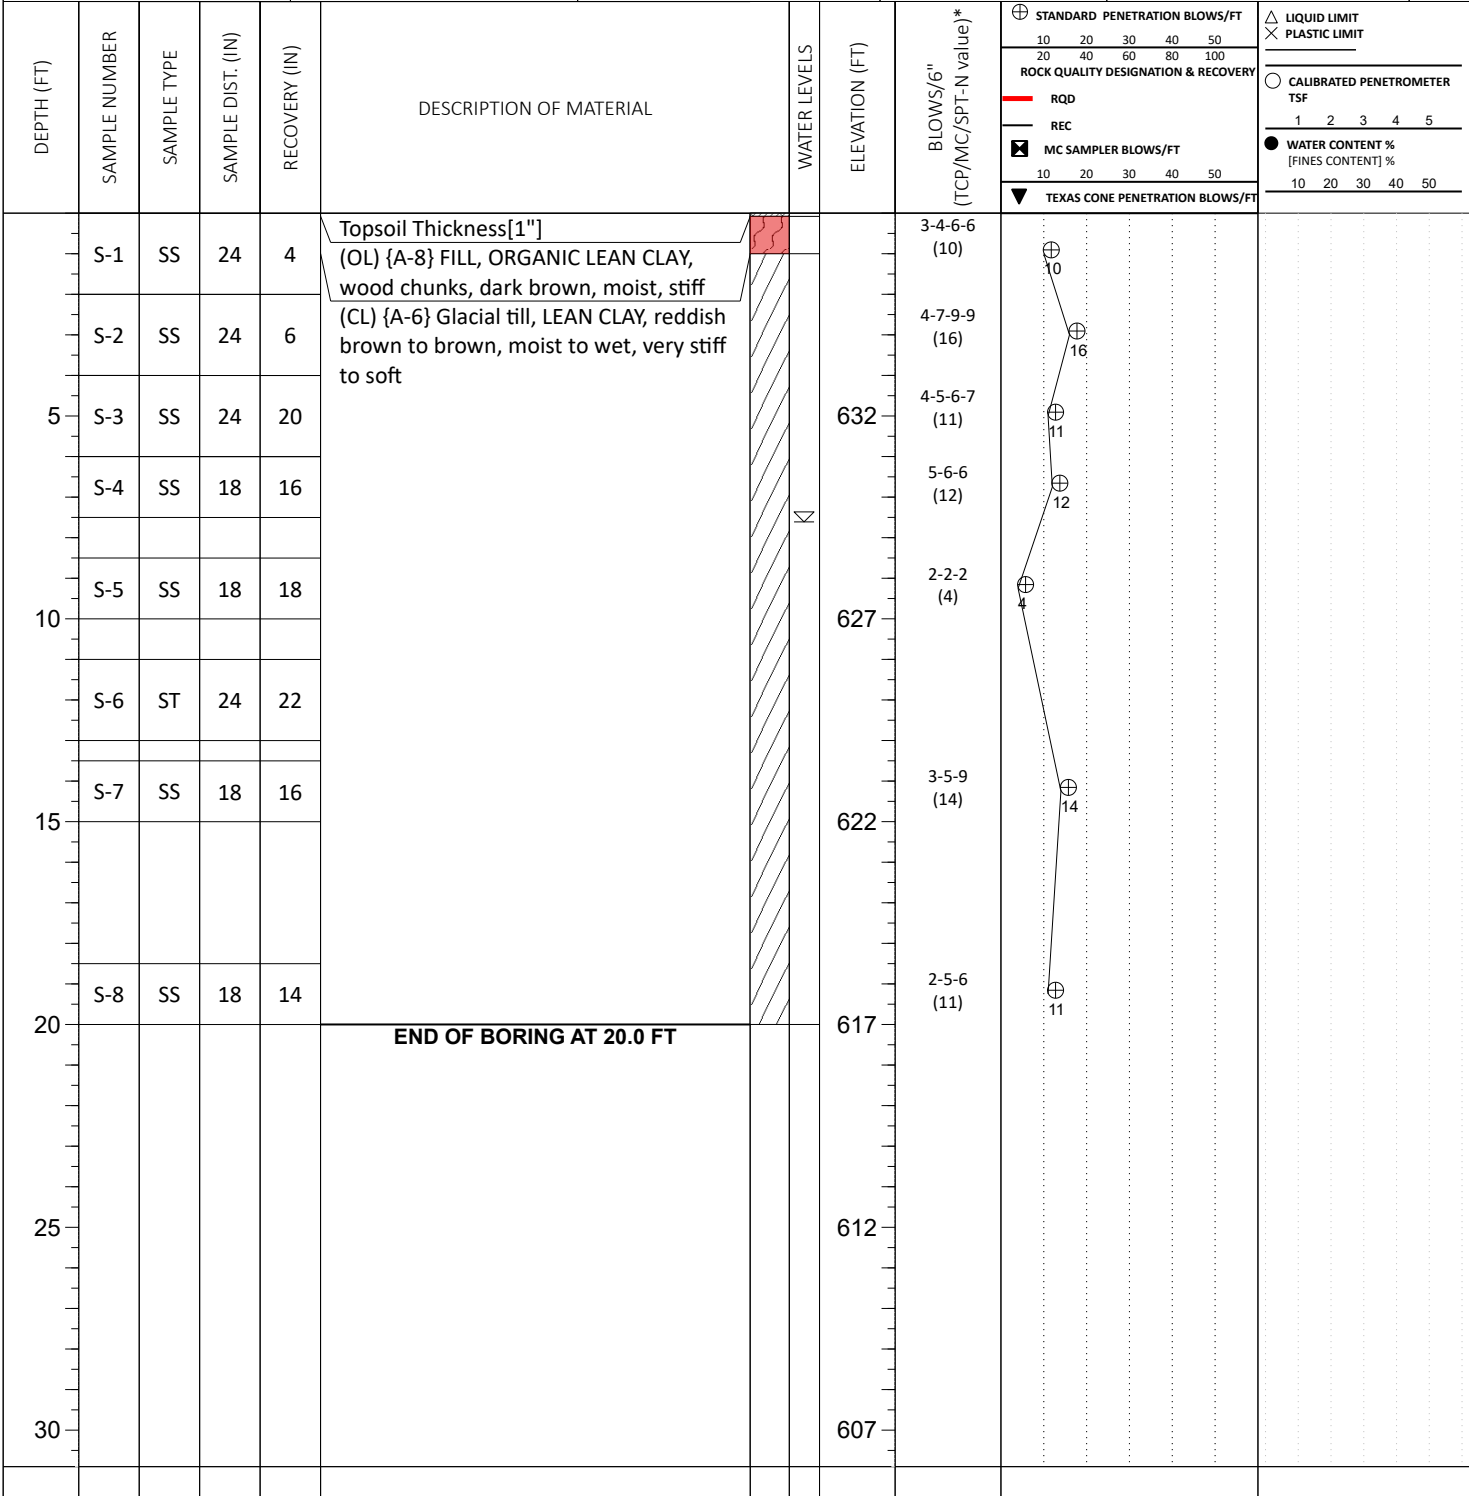 DEPTH (FT)
SAMPLE NUMBER
SAMPLE TYPE
SAMPLE DIST. (IN)
RECOVERY (IN)
DESCRIPTION OF MATERIAL
WATER LEVELS
ELEVATION (FT)
BLOWS/6"
(TCP/MC/SPT-N value)*
STANDARD PENETRATION BLOWS/FT
10 20 30 40 50
20 40 60 80 100
ROCK QUALITY DESIGNATION & RECOVERY
RQD
REC
MC SAMPLER BLOWS/FT
10 20 30 40 50
TEXAS CONE PENETRATION BLOWS/FT
LIQUID LIMIT
PLASTIC LIMIT
CALIBRATED PENETROMETER
TSF
1 2 3 4 5
WATER CONTENT %
[FINES CONTENT] %
10 20 30 40 50
Topsoil Thickness[1"]
(OL) {A-8} FILL, ORGANIC LEAN CLAY,
wood chunks, dark brown, moist, stiff
(CL) {A-6} Glacial till, LEAN CLAY, reddish
brown to brown, moist to wet, very stiff
to soft
S-1 SS 24 4
3-4-6-6
(10)
10
S-2 SS 24 6
4-7-9-9
(16)
16
5 S-3 SS 24 20 632
4-5-6-7
(11)
11
S-4 SS 18 16
5-6-6
(12)
12
S-5 SS 18 18
2-2-2
(4)
4
10 627
S-6 ST 24 22
S-7 SS 18 16
3-5-9
(14)
14
15 622
S-8 SS 18 14
2-5-6
(11)
11
20 617
END OF BORING AT 20.0 FT
25 612
30 607